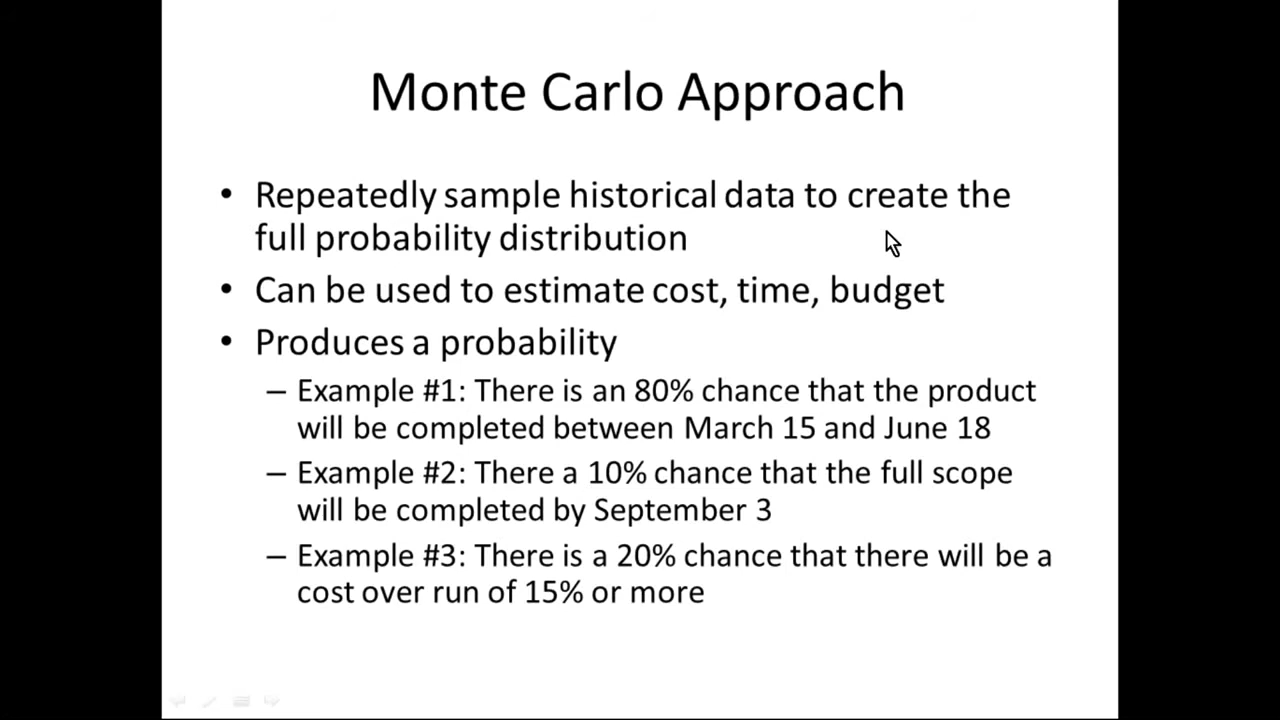 Monte Carlo Approach
• Repeatedly sample historical data to create the
full probability distribution
• Can be used to estimate cost, time, budget
• Produces a probability
– Example #1: There is an 80% chance that the product
will be completed between March 15 and June 18
– Example #2: There a 10% chance that the full scope
will be completed by September 3
– Example #3: There is a 20% chance that there will be a
cost over run of 15% or more